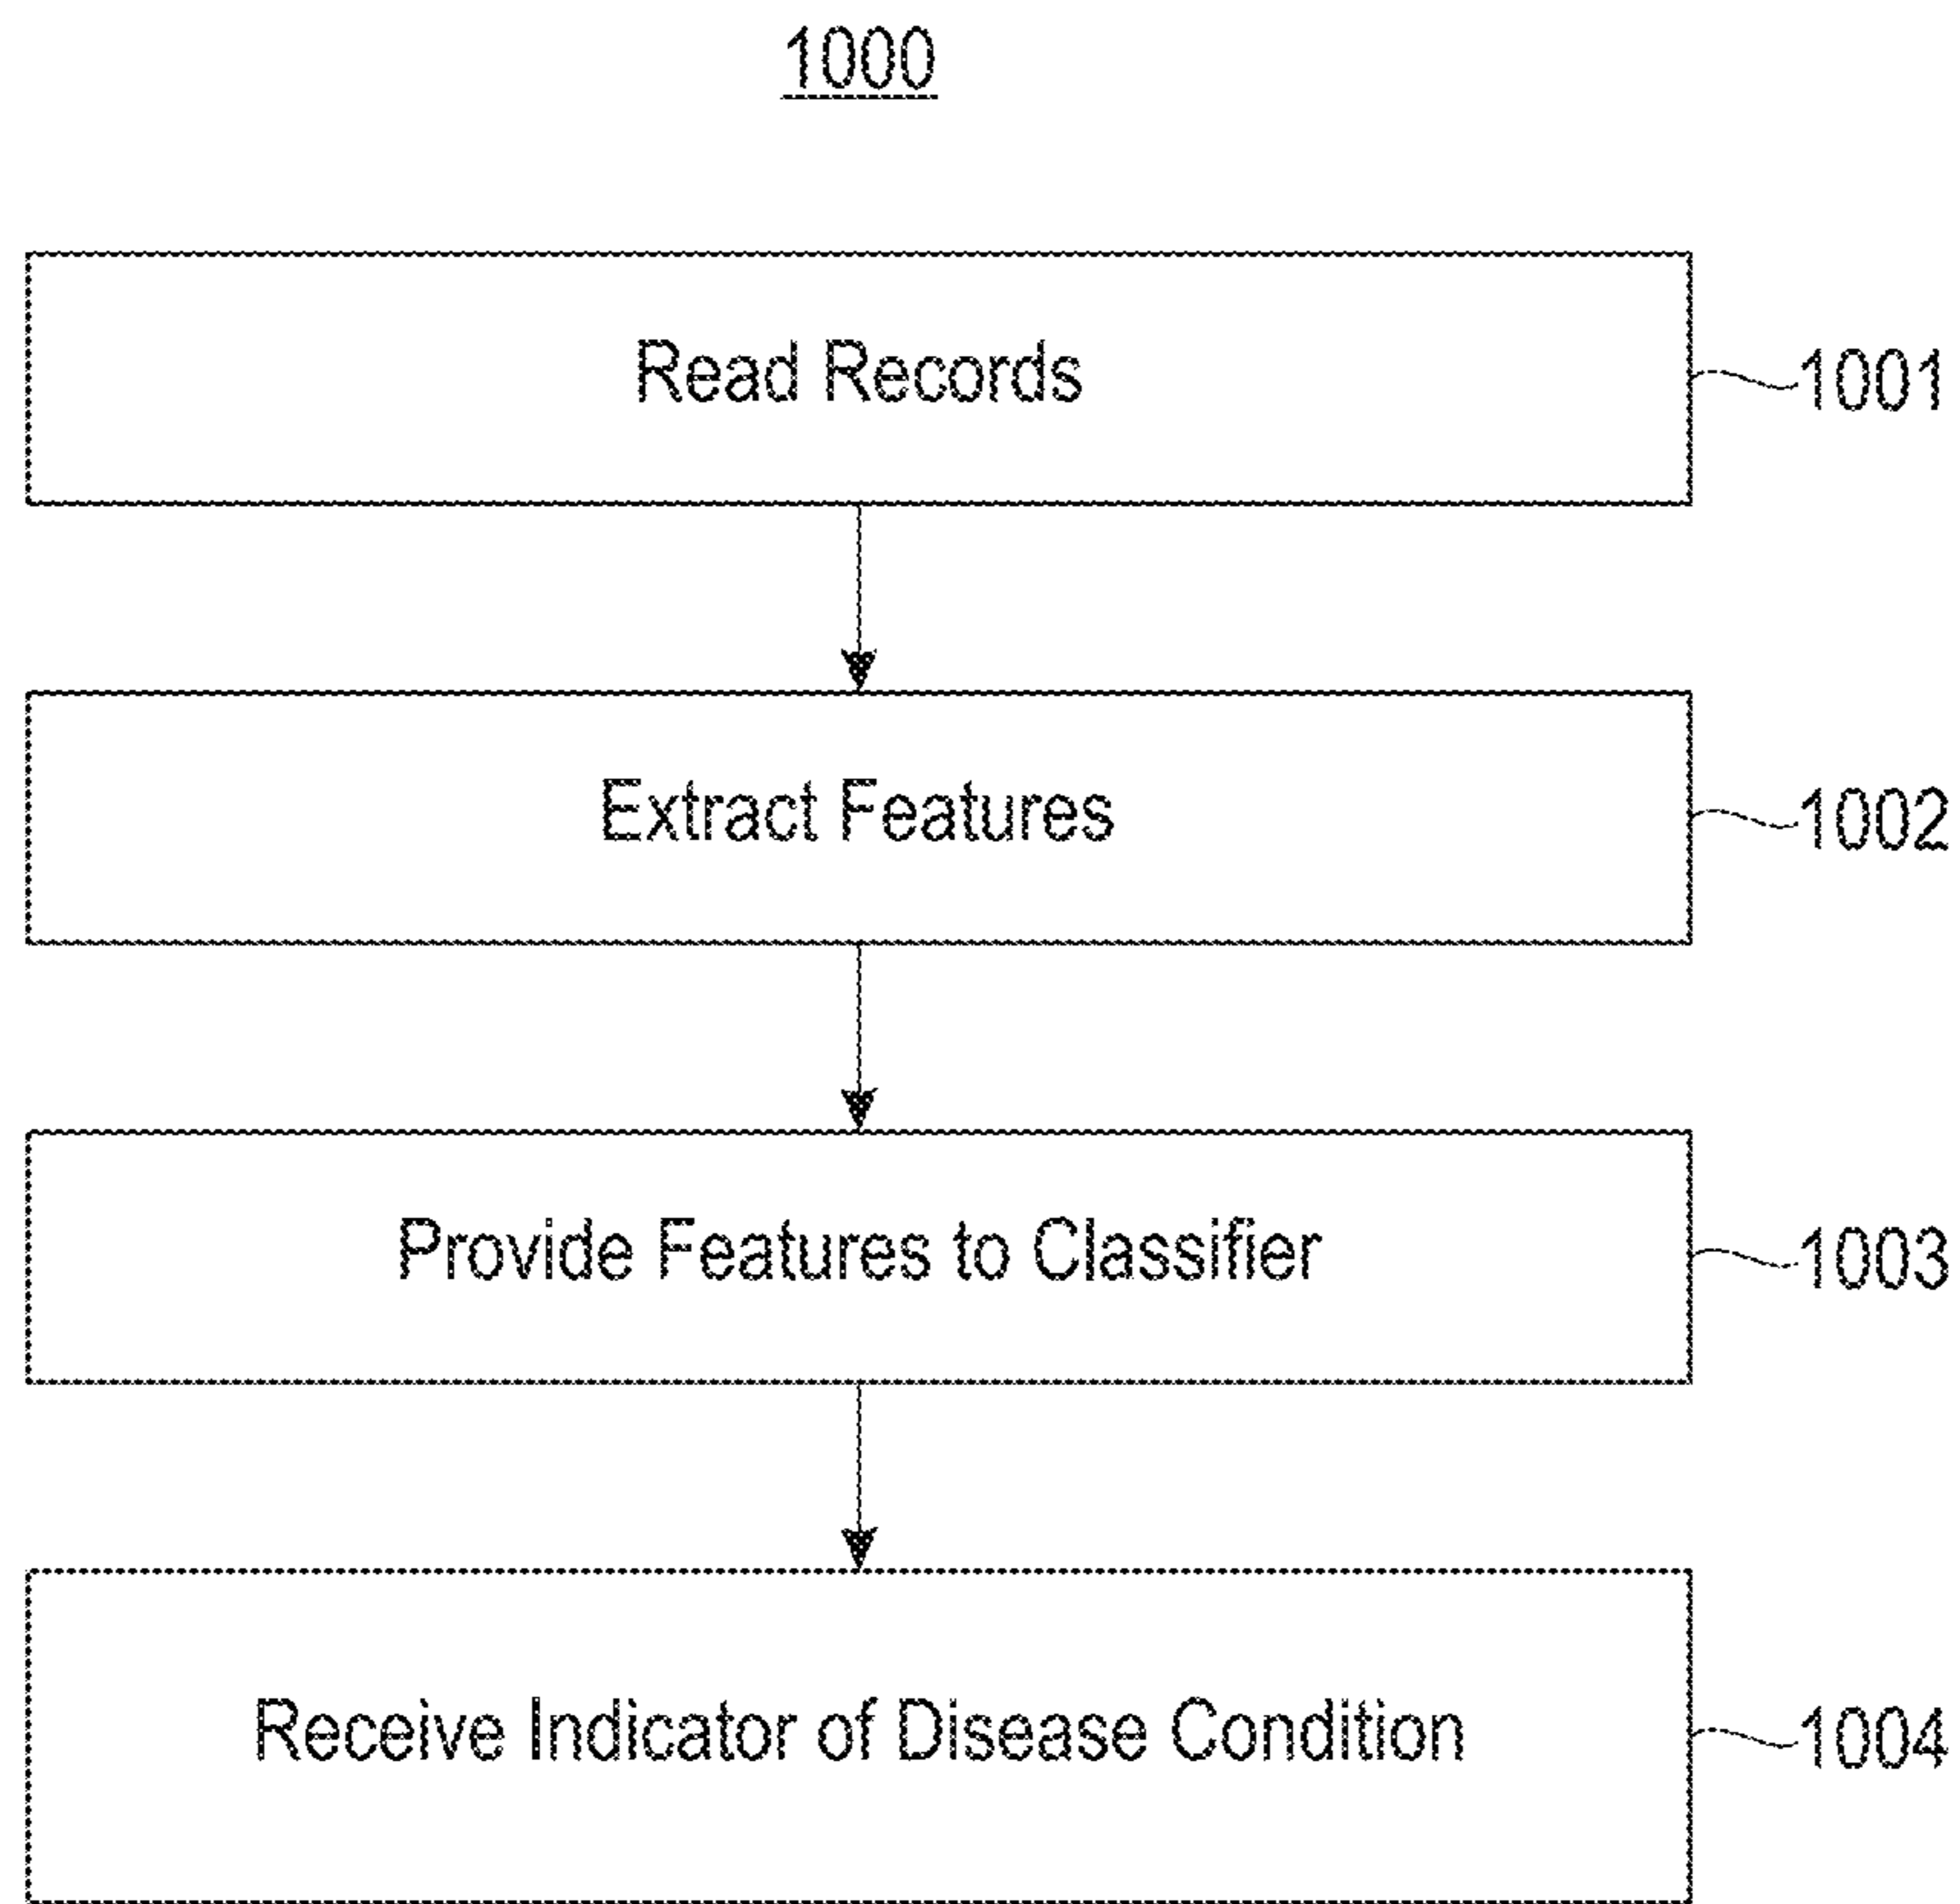 1000
Read Records
1001
Extract Features
1002
Provide Features to Classifier
1003
Receive Indicator of Disease Condition
1004